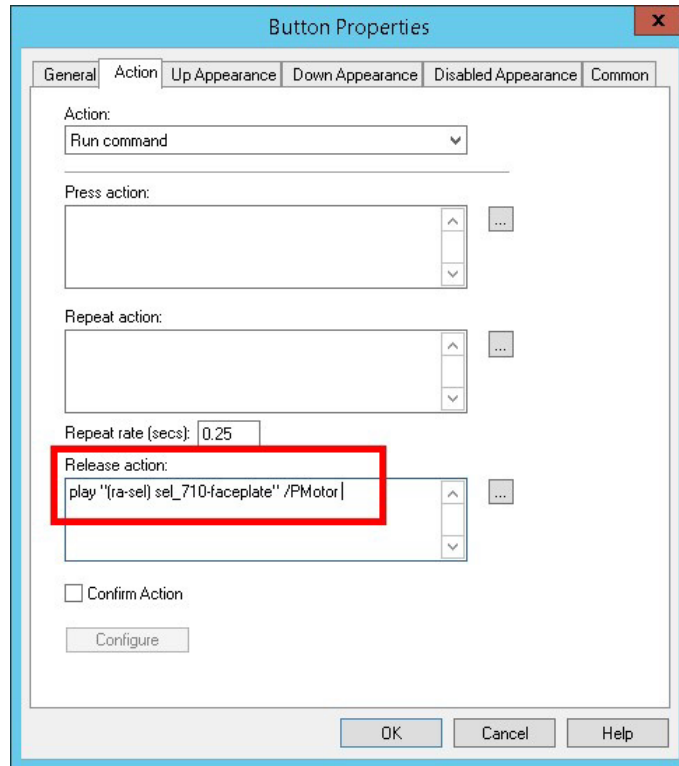 Button Properties
x
General Action Up Appearance Down Appearance Disabled Appearance Common
Action:
Run command
Press action:
...
Repeat action:
...
Repeat rate (secs): 0.25
Release action:
play "(ra-sel) sel_710-faceplate" /PMotor
...
Confirm Action
Configure
OK Cancel Help